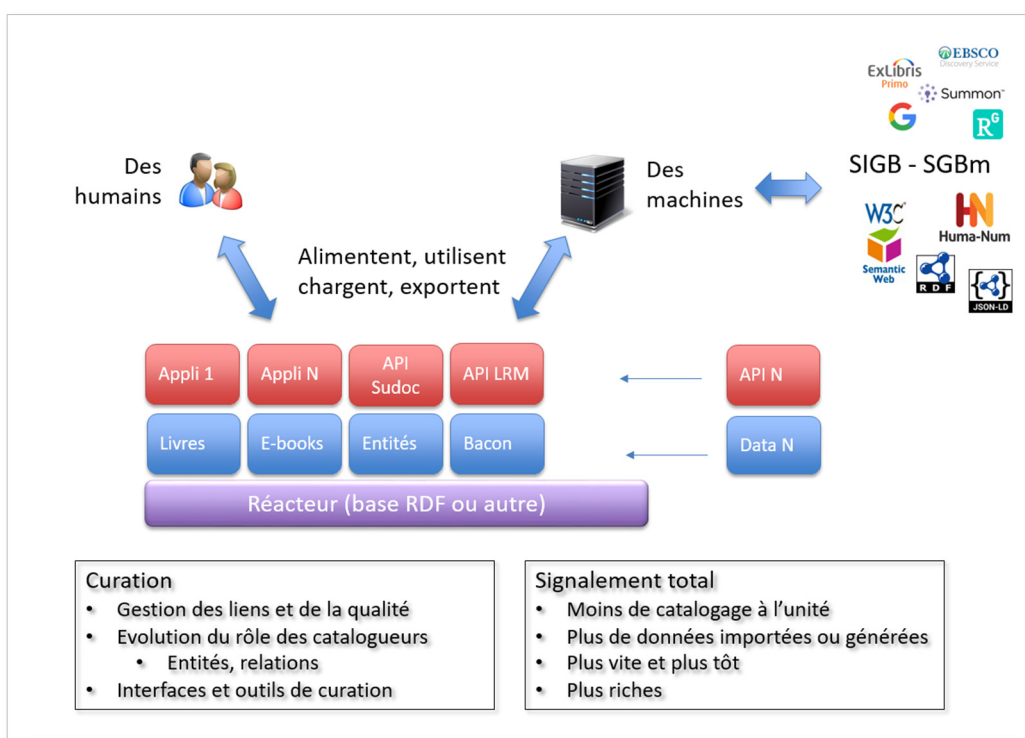 EBSCO
Discovery Service
ExLibris
Primo
Summon™
G
RG
Des
humains
Des
machines
SIGB - SGBm
W3C
Semantic
Web
Huma-Num
RDF
{ }
JSON-LD
Alimentent, utilisent
chargent, exportent
Appli 1
Appli N
API
Sudoc
API LRM
API N
Livres
E-books
Entités
Bacon
Data N
Réacteur (base RDF ou autre)
Curation
• Gestion des liens et de la qualité
• Evolution du rôle des catalogueurs
• Entités, relations
• Interfaces et outils de curation
Signalement total
• Moins de catalogage à l’unité
• Plus de données importées ou générées
• Plus vite et plus tôt
• Plus riches